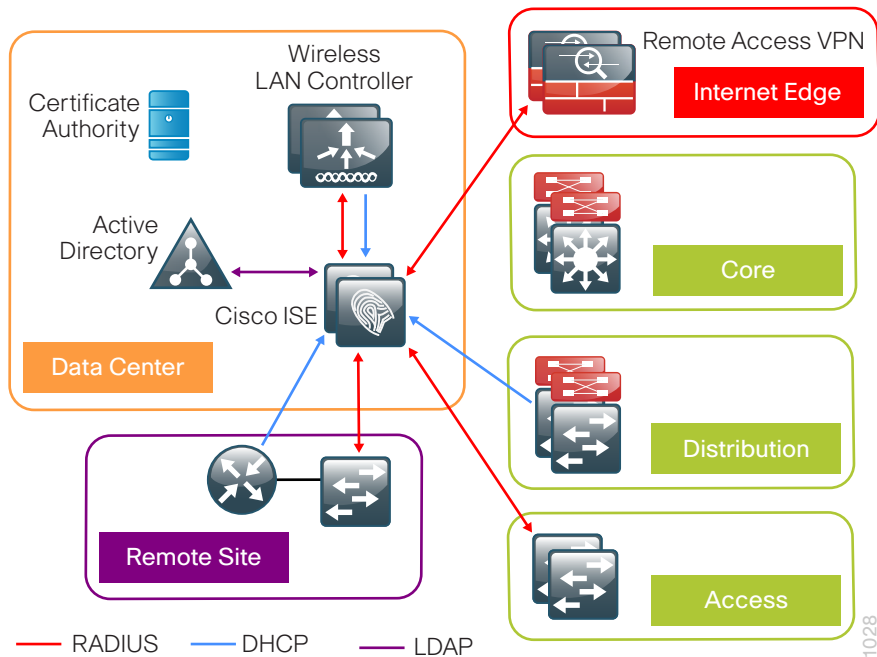 Wireless
LAN Controller
Certificate
Authority
Active
Directory
Cisco ISE
Data Center
Remote Access VPN
Internet Edge
Core
Distribution
Remote Site
Access
RADIUS
DHCP
LDAP
1028